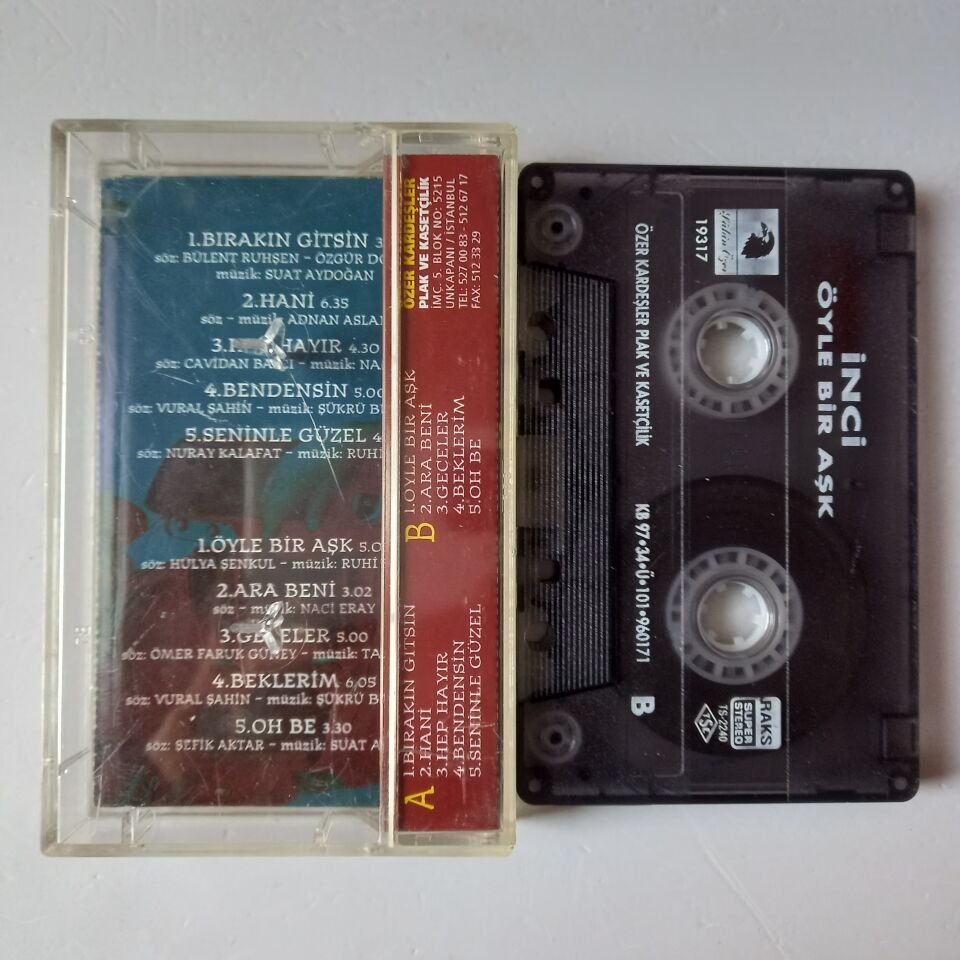 1.BIRAKIN GİTSİN
söz: BÜLENT RUHŞEN - ÖZGÜR
müzik: SUAT AYDOĞAN
2.HANİ 6.35
söz - müzik: ADNAN
HAYIR 4.30
söz: CAVİDAN
4.BENDENSİN 5.00
söz: VURAL ŞAHİN - müzik: ŞÜKRÜ
5.SENİNLE GÜZEL
söz: NURAY KALAFAT - müzik: RUHİ
1.ÖYLE BİR AŞK
söz: HÜLYA ŞENKUL - müzik: RUHİ
2.ARA BENİ 3.02
söz - müzik: NACİ ERAY
3.GECELER 5.00
söz: ÖMER FARUK GÜNEY - müzik:
4.BEKLERİM 6.05
söz: VURAL ŞAHİN - müzik: ŞÜKRÜ
5.OH BE 3.30
söz: ŞEFİK AKTAR - müzik: SUAT
ÖZER KARDEŞLER
PLAK VE KASETÇİLİK
İMÇ. 5. BLOK NO: 5215
UNKAPANI / İSTANBUL
TEL: 527 00 83 - 512 67 17
FAX: 512 33 29
A
1.BIRAKIN GİTSİN
2.HANİ
3.HEP HAYIR
4.BENDENSİN
5.SENİNLE GÜZEL
B
1.ÖYLE BİR AŞK
2.ARA BENİ
3.GECELER
4.BEKLERİM
5.OH BE
İNCİ
ÖYLE BİR AŞK
19317
ÖZER KARDEŞLER PLAK VE KASETÇİLİK
KB 97•34•Ü•101•960171
B
RAKS
SUPER
STEREO
TS-2240
TSE